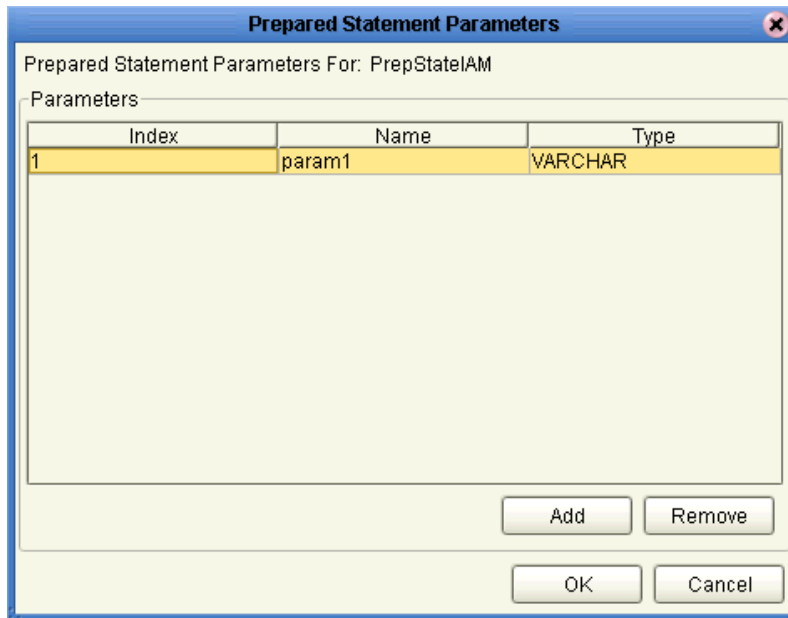 Prepared Statement Parameters
Prepared Statement Parameters For: PrepStateIAM
Parameters
Index Name Type
1 param1 VARCHAR
Add Remove
OK Cancel